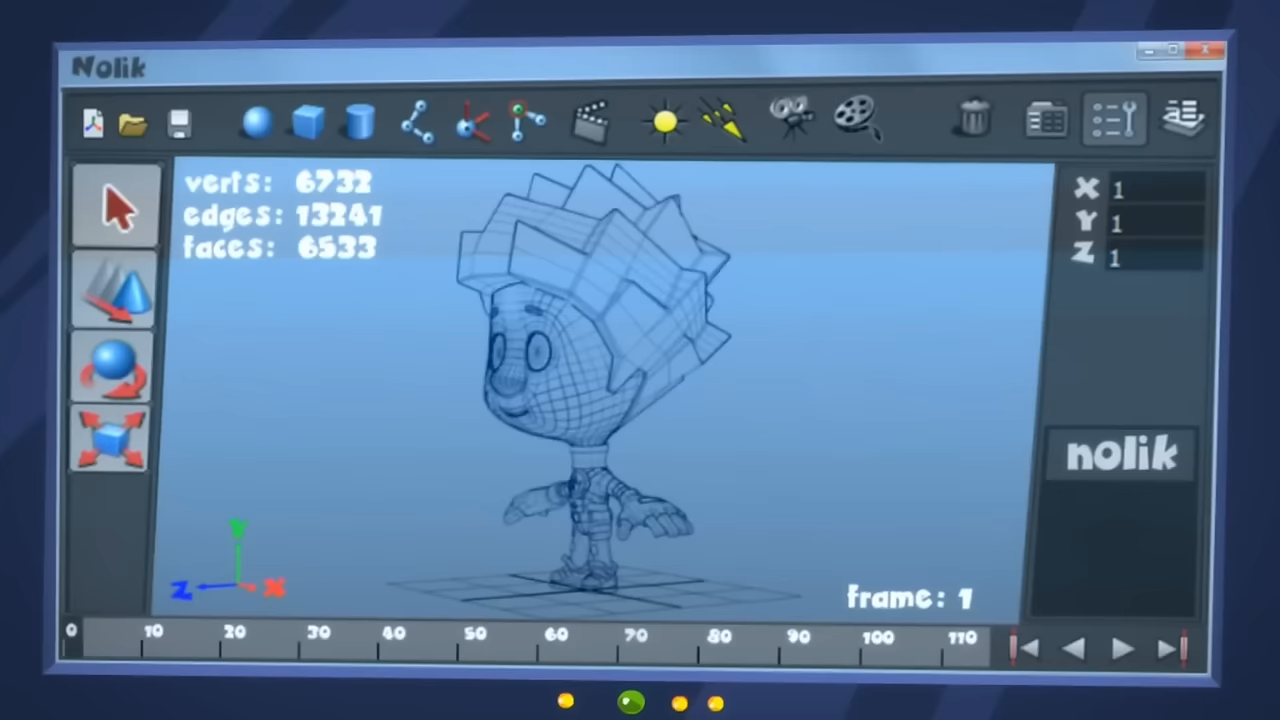 Nolik
verts: 6732
edges: 13241
faces: 6533
X 1
Y 1
Z 1
nolik
Y
Z X
frame: 1
0 10 20 30 40 50 60 70 80 90 100 110